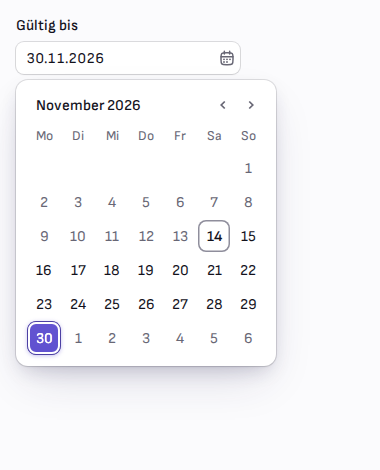 Gültig bis
30.11.2026
November 2026
Mo Di Mi Do Fr Sa So
1
2 3 4 5 6 7 8
9 10 11 12 13 14 15
16 17 18 19 20 21 22
23 24 25 26 27 28 29
30 1 2 3 4 5 6